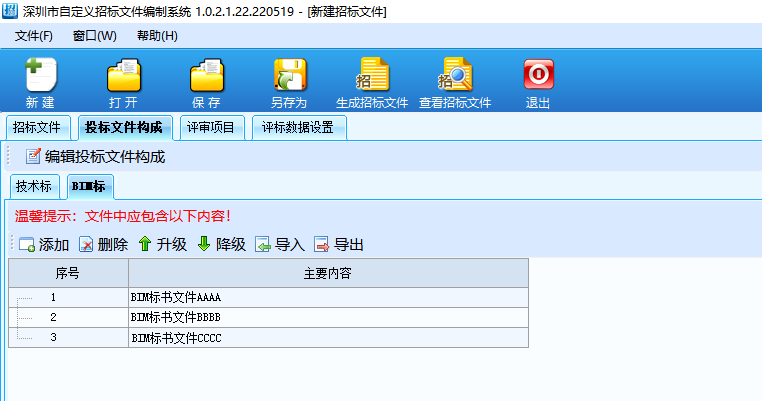 深圳市自定义招标文件编制系统 1.0.2.1.22.220519 - [新建招标文件]
文件(F) 窗口(W) 帮助(H)
招 招
新 建 打 开 保 存 另存为 生成招标文件 查看招标文件 退出
招标文件 投标文件构成 评审项目 评标数据设置
编辑投标文件构成
技术标 BIM标
温馨提示：文件中应包含以下内容！
添加 删除 升级 降级 导入 导出
序号 主要内容
1 BIM标书文件AAAA
2 BIM标书文件BBBB
3 BIM标书文件CCCC